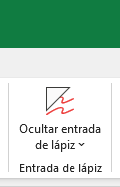 Ocultar entrada
de lápiz
Entrada de lápiz